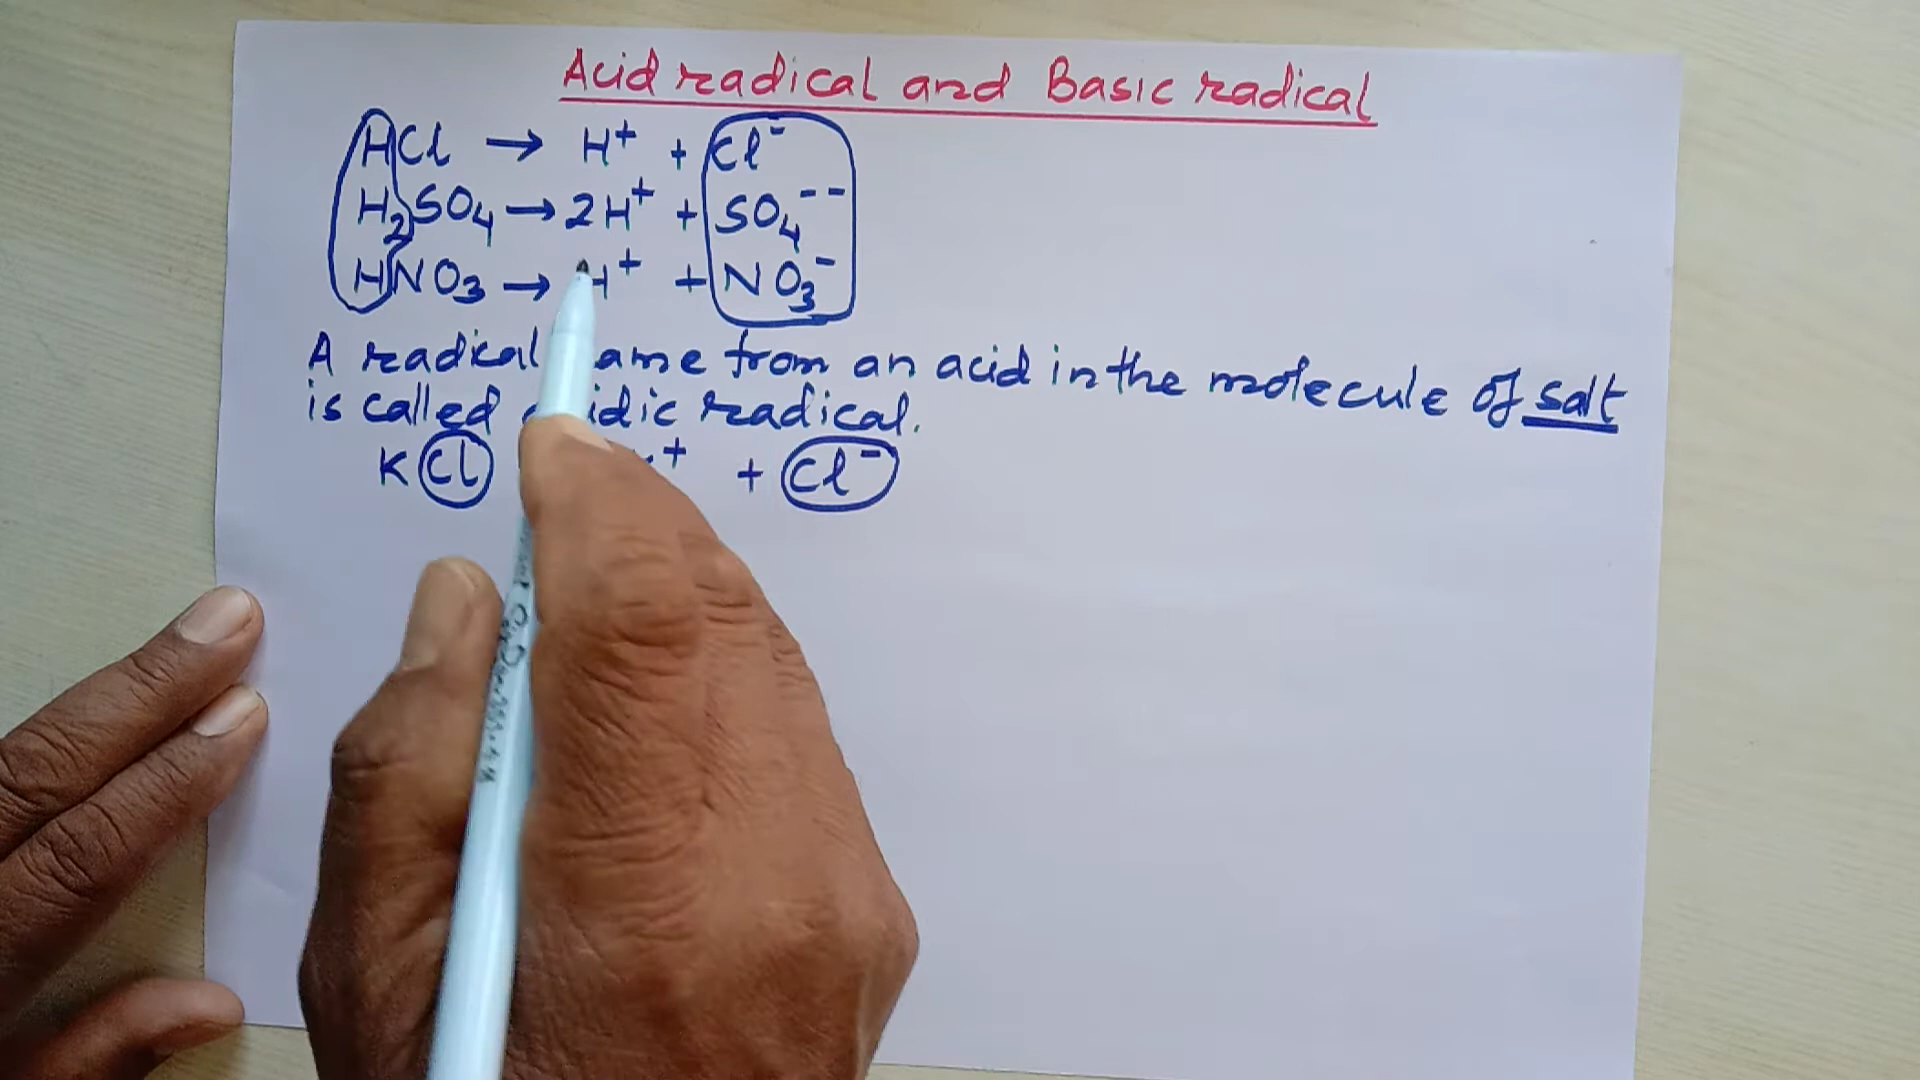 Acid radical and Basic radical
HCl → H⁺ + Cl⁻
H₂SO₄ → 2H⁺ + SO₄⁻⁻
HNO₃ → H⁺ + NO₃⁻
A radical came from an acid in the molecule of salt
is called acidic radical.
KCl + Cl⁻